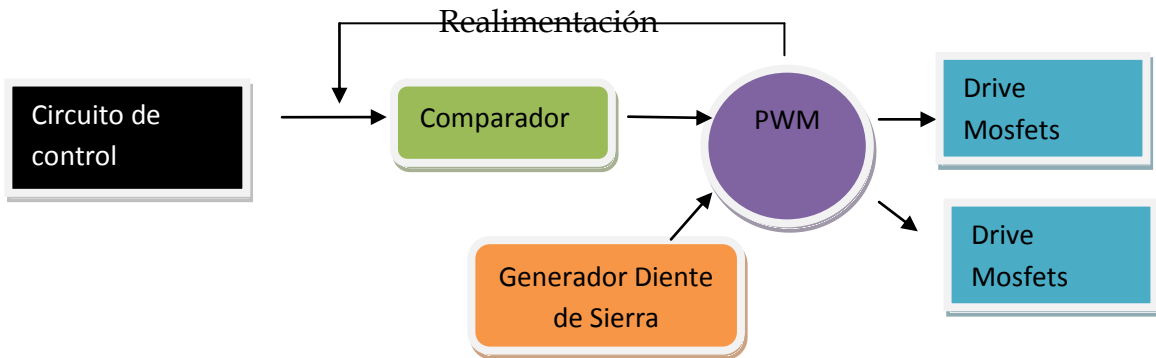 Realimentación
Circuito de
control
Comparador
PWM
Drive
Mosfets
Generador Diente
de Sierra
Drive
Mosfets